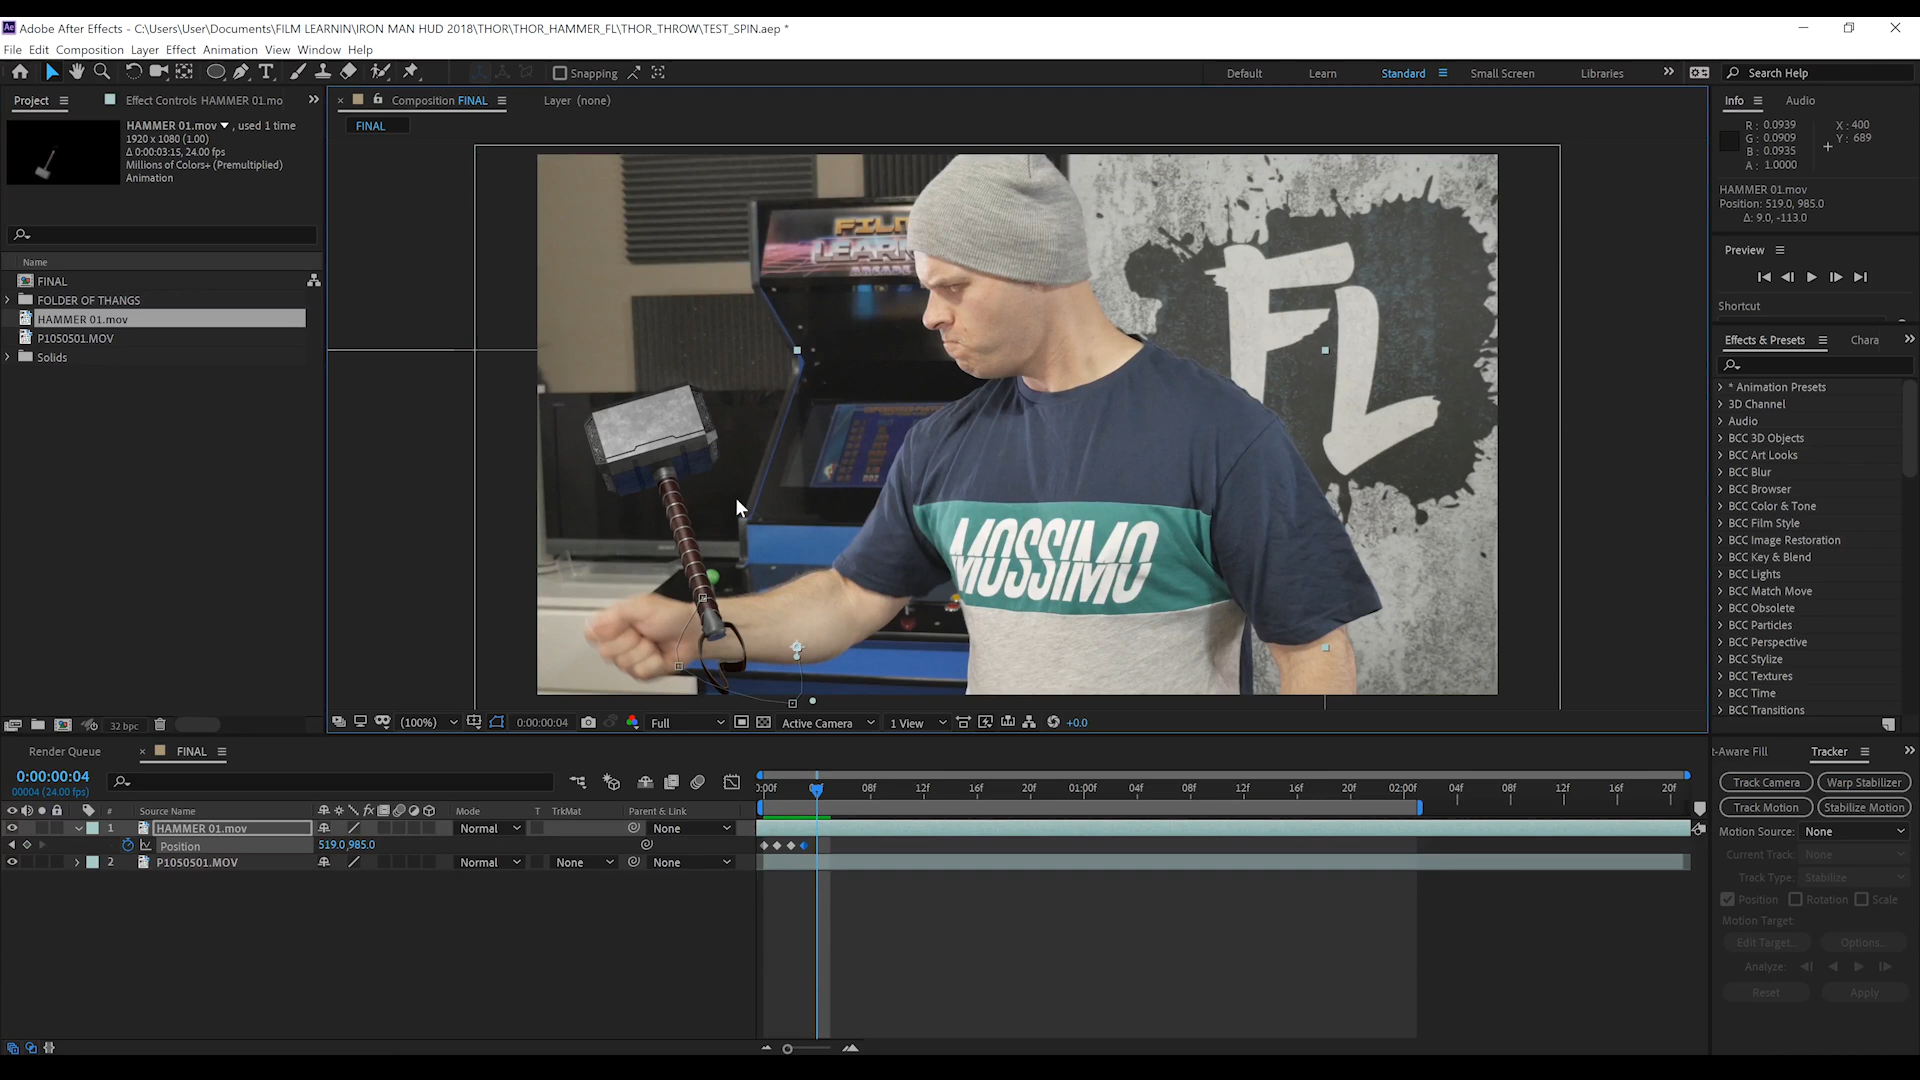 Adobe After Effects - C:\Users\User\Documents\FILM LEARNIN\IRON MAN HUD 2018\THOR\THOR_HAMMER_FL\THOR_THROW\TEST_SPIN.aep *
File Edit Composition Layer Effect Animation View Window Help
Snapping
Default Learn Standard Small Screen Libraries
Search Help
Project
Effect Controls HAMMER 01.mo
Composition FINAL
Layer (none)
Info Audio
FINAL
HAMMER 01.mov , used 1 time
1920 x 1080 (1.00)
Δ 0:00:03:15, 24.00 fps
Millions of Colors+ (Premultiplied)
Animation
R: 0.0939
G: 0.0909
B: 0.0935
A: 1.0000
X: 400
Y: 689
HAMMER 01.mov
Position: 519.0, 985.0
Δ: 9.0, -113.0
Preview
Shortcut
Effects & Presets Chara
Name
FINAL
FOLDER OF THANGS
HAMMER 01.mov
P1050501.MOV
Solids
FL
MOSSIMO
* Animation Presets
3D Channel
Audio
BCC 3D Objects
BCC Art Looks
BCC Blur
BCC Browser
BCC Color & Tone
BCC Film Style
BCC Image Restoration
BCC Key & Blend
BCC Lights
BCC Match Move
BCC Obsolete
BCC Particles
BCC Perspective
BCC Stylize
BCC Textures
BCC Time
BCC Transitions
32 bpc
(100%) 0:00:00:04 Full Active Camera 1 View +0.0
Render Queue FINAL
0:00:00:04
00004 (24.00 fps)
# Source Name Mode T TrkMat Parent & Link
1 HAMMER 01.mov Normal None
Position 519.0,985.0
2 P1050501.MOV Normal None None
08f 12f 16f 20f 01:00f 04f 08f 12f 16f 20f 02:00f 04f 08f 12f 16f 20f
t-Aware Fill Tracker
Track Camera Warp Stabilizer
Track Motion Stabilize Motion
Motion Source: None
Current Track: None
Track Type: Stabilize
Position Rotation Scale
Motion Target:
Edit Target... Options...
Analyze:
Reset Apply